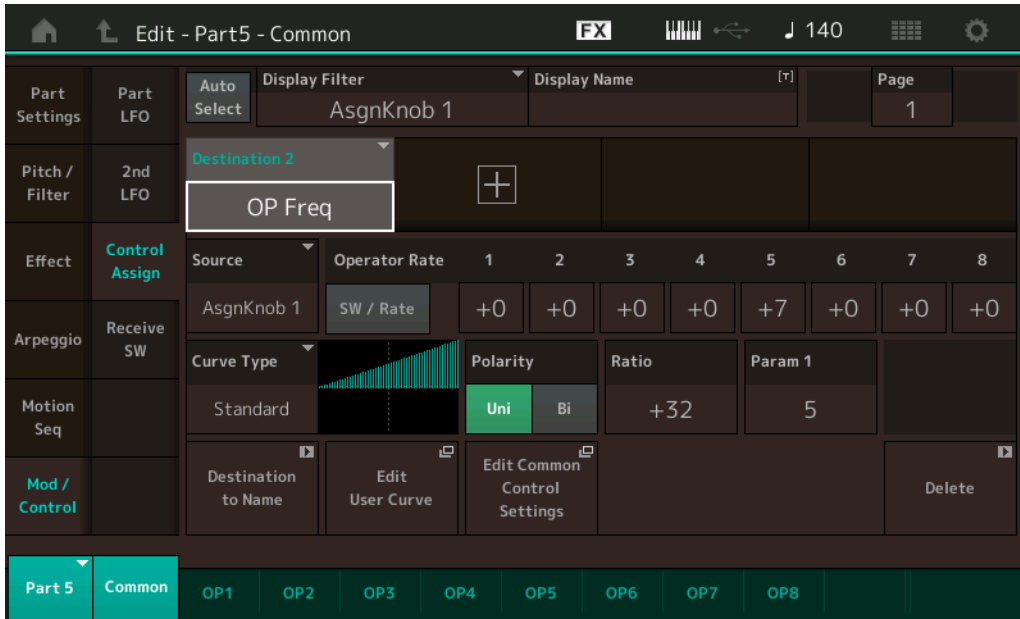 Edit - Part5 - Common
FX
140
Part
Settings
Part
LFO
Auto
Select
Display Filter
AsgnKnob 1
Display Name
[T]
Page
1
Pitch /
Filter
2nd
LFO
Destination 2
OP Freq
Effect
Control
Assign
Source
AsgnKnob 1
Operator Rate 1 2 3 4 5 6 7 8
SW / Rate +0 +0 +0 +0 +7 +0 +0 +0
Arpeggio
Receive
SW
Curve Type
Standard
Polarity
Uni Bi
Ratio
+32
Param 1
5
Motion
Seq
Mod /
Control
Destination
to Name
Edit
User Curve
Edit Common
Control
Settings
Delete
Part 5 Common OP1 OP2 OP3 OP4 OP5 OP6 OP7 OP8